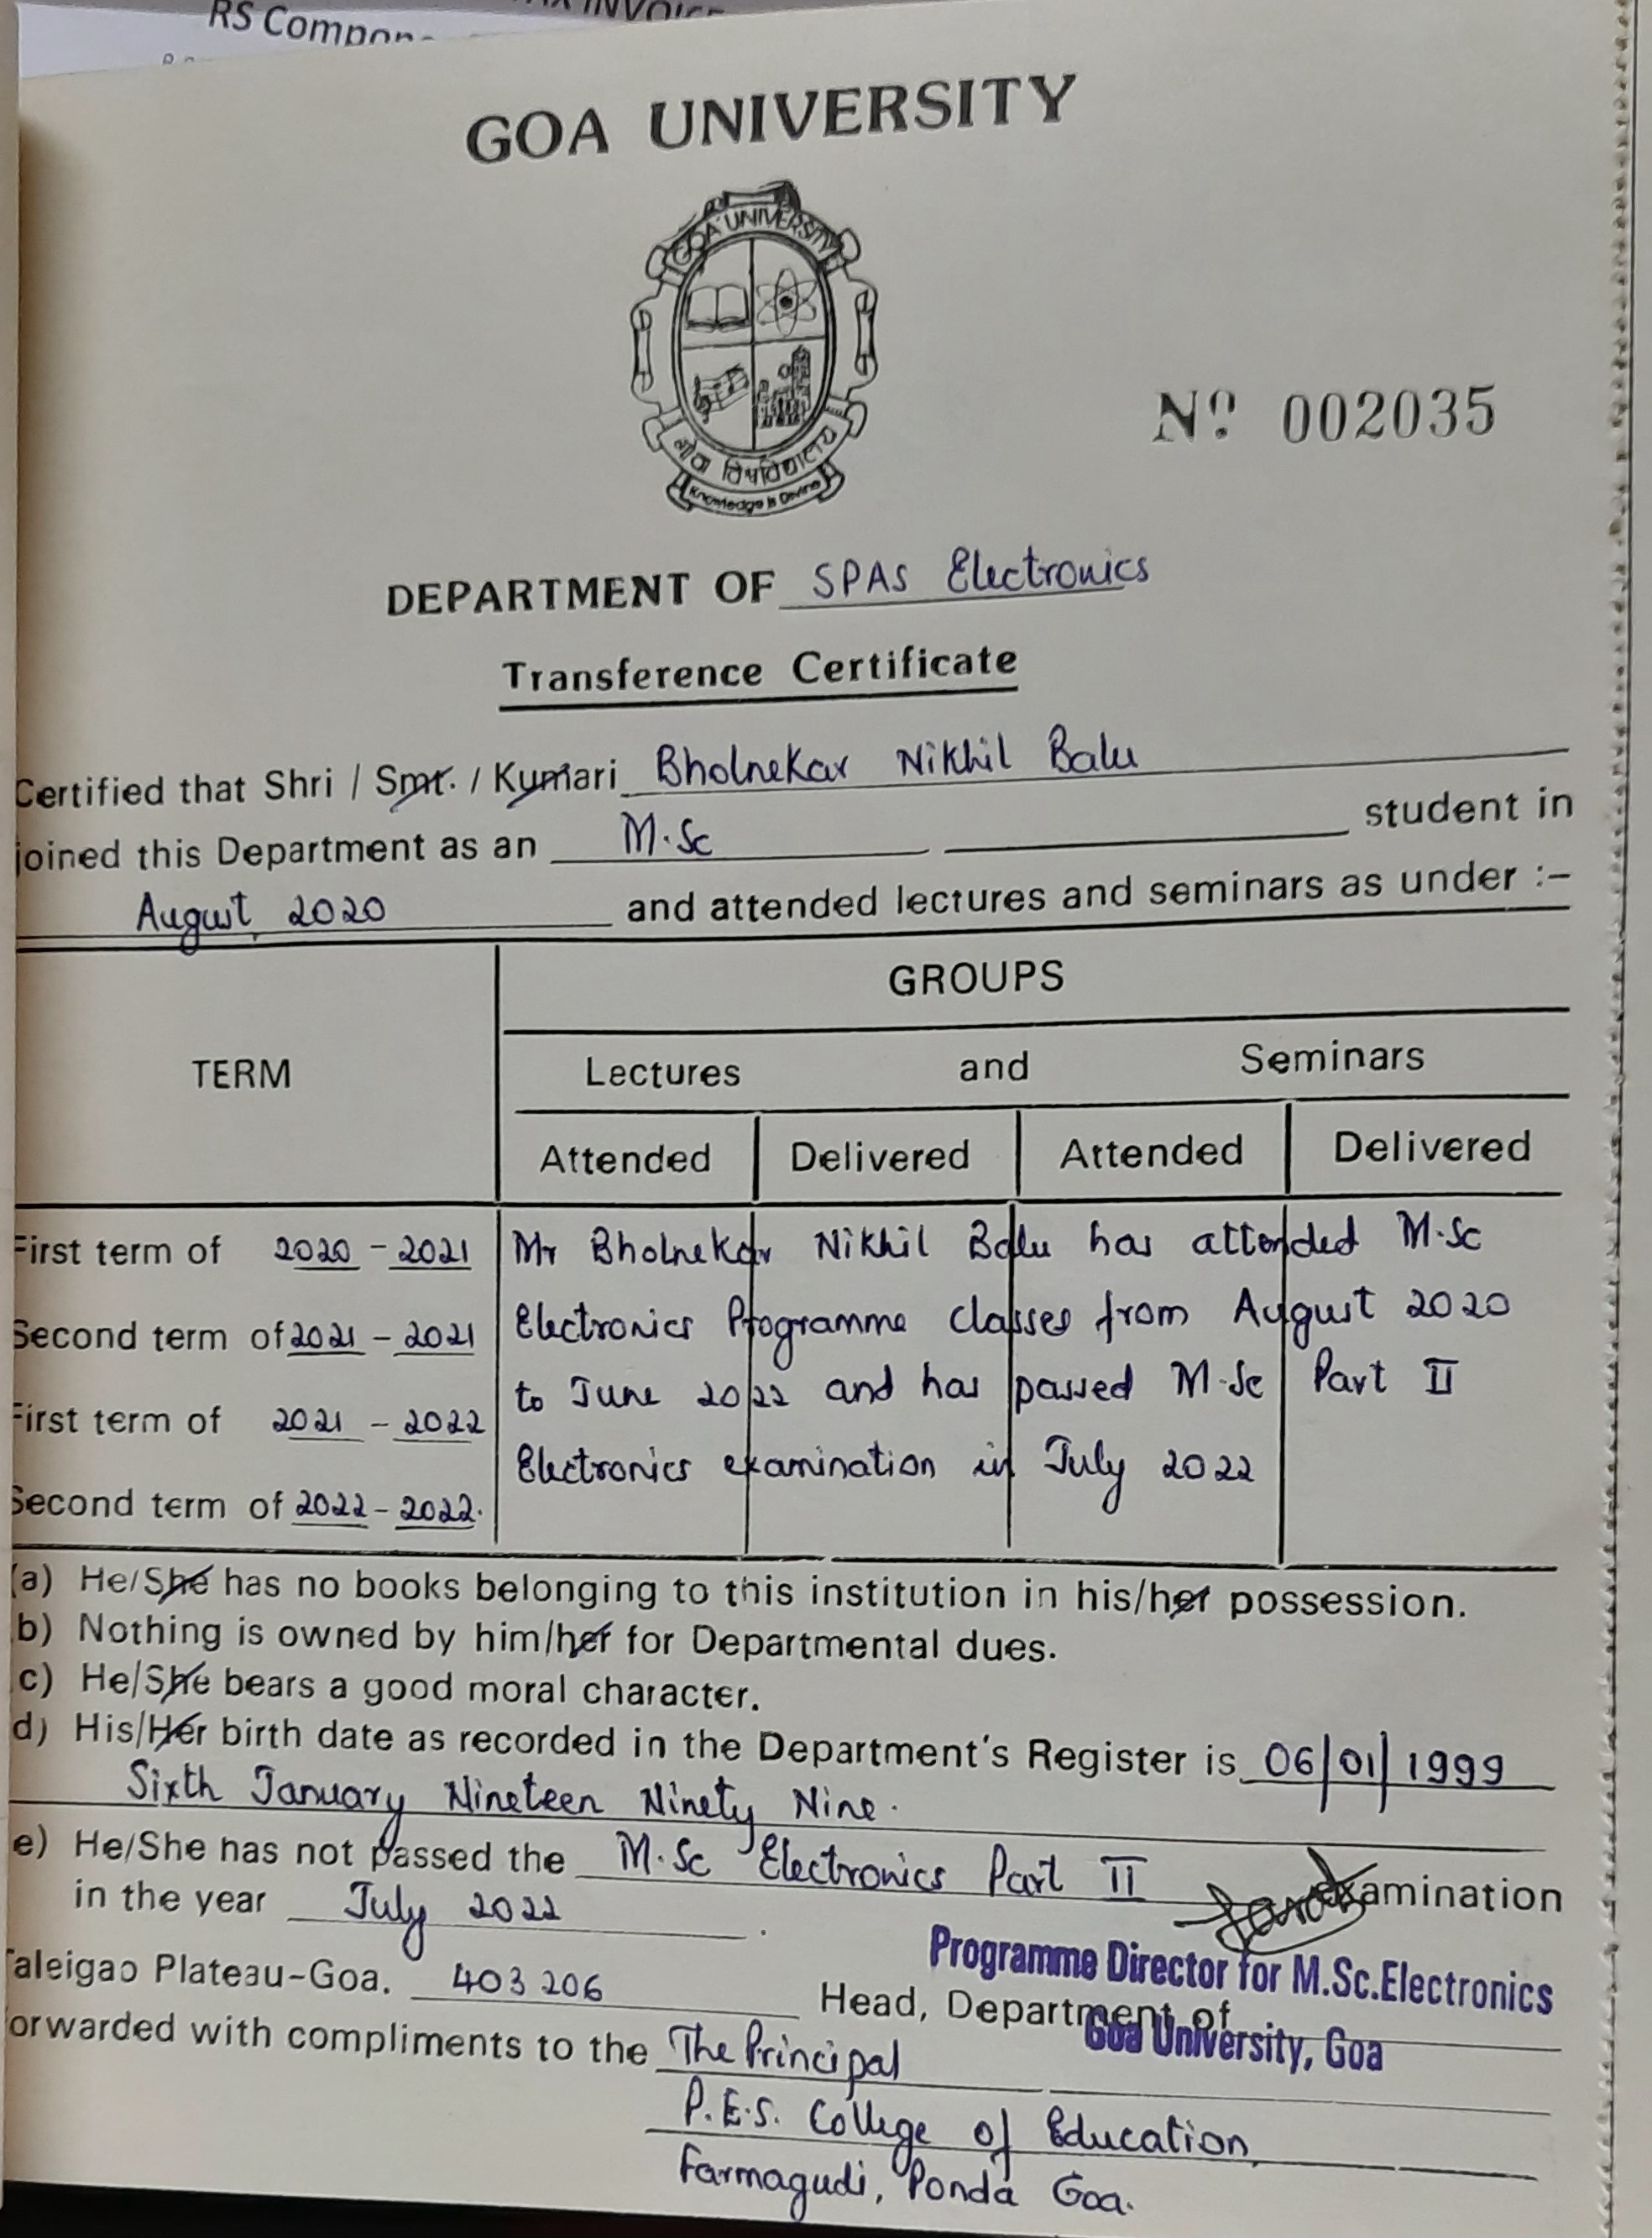 RS Compon
INVOICE
GOA UNIVERSITY
GOA UNIVERSITY
गोवा विश्वविद्यालय
Knowledge is Divine
Nº 002035
DEPARTMENT OF SPAS Electronics
Transference Certificate
Certified that Shri / Smt. / Kumari Bholnekar Nikhil Balu
joined this Department as an M.Sc student in
August, 2020 and attended lectures and seminars as under :-
GROUPS
TERM Lectures and Seminars
Attended Delivered Attended Delivered
First term of 2020 - 2021 Mr Bholnekar Nikhil Balu has attended M.Sc
Second term of 2021 - 2021 Electronics Programme classes from August 2020
First term of 2021 - 2022 to June 2022 and has passed M.Sc Part II
Second term of 2022 - 2022. Electronics examination in July 2022
(a) He/She has no books belonging to this institution in his/her possession.
b) Nothing is owned by him/her for Departmental dues.
c) He/She bears a good moral character.
d) His/Her birth date as recorded in the Department's Register is 06/01/1999
Sixth January Nineteen Ninety Nine.
e) He/She has not passed the M.Sc Electronics Part II examination
in the year July 2022.
Programme Director for M.Sc.Electronics
Taleigao Plateau-Goa. 403 206 Head, Department of
Goa University, Goa
orwarded with compliments to the The Principal
P.E.S. College of Education,
Farmagudi, Ponda Goa.